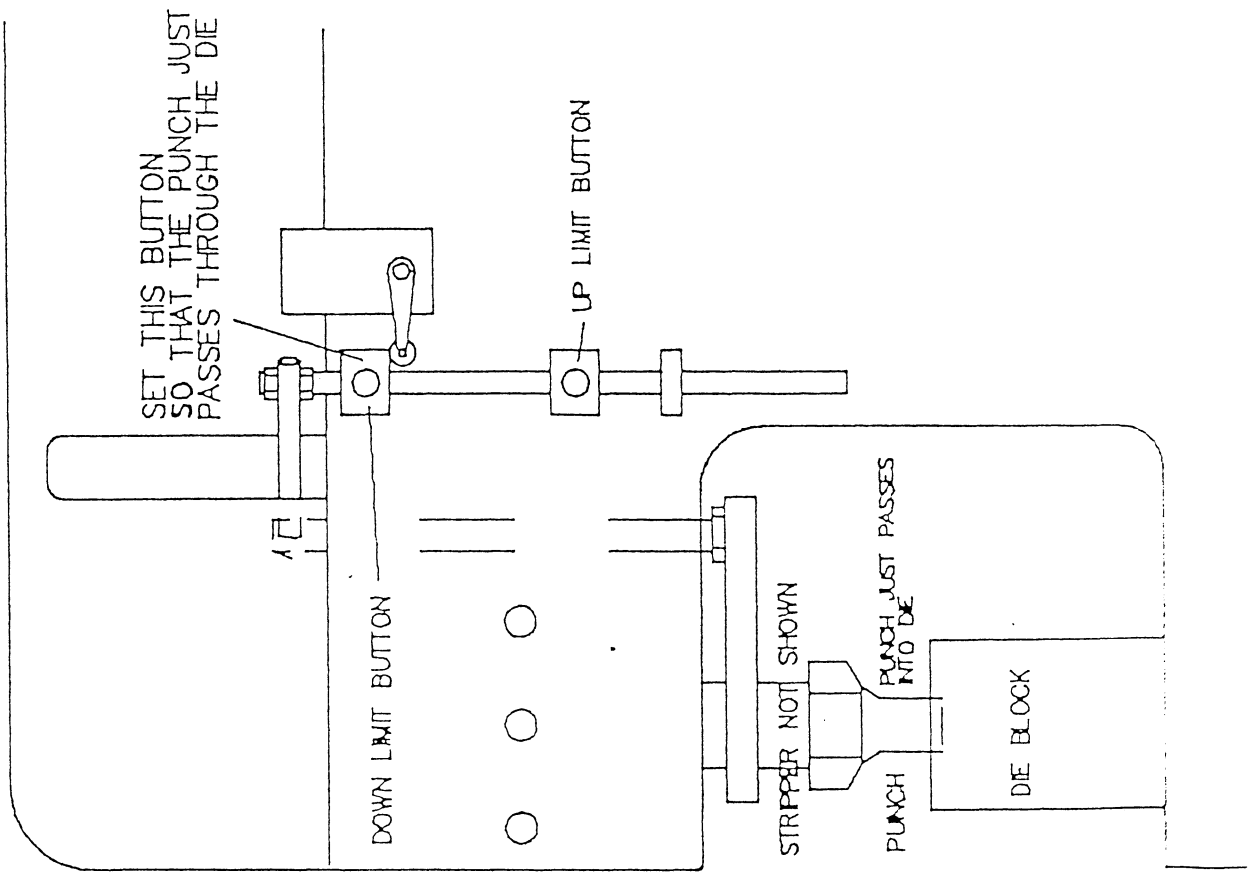 SET THIS BUTTON
SO THAT THE PUNCH JUST
PASSES THROUGH THE DIE
UP LIMIT BUTTON
DOWN LIMIT BUTTON
STRIPPER NOT SHOWN
PUNCH JUST PASSES
INTO DIE
PUNCH
DIE BLOCK